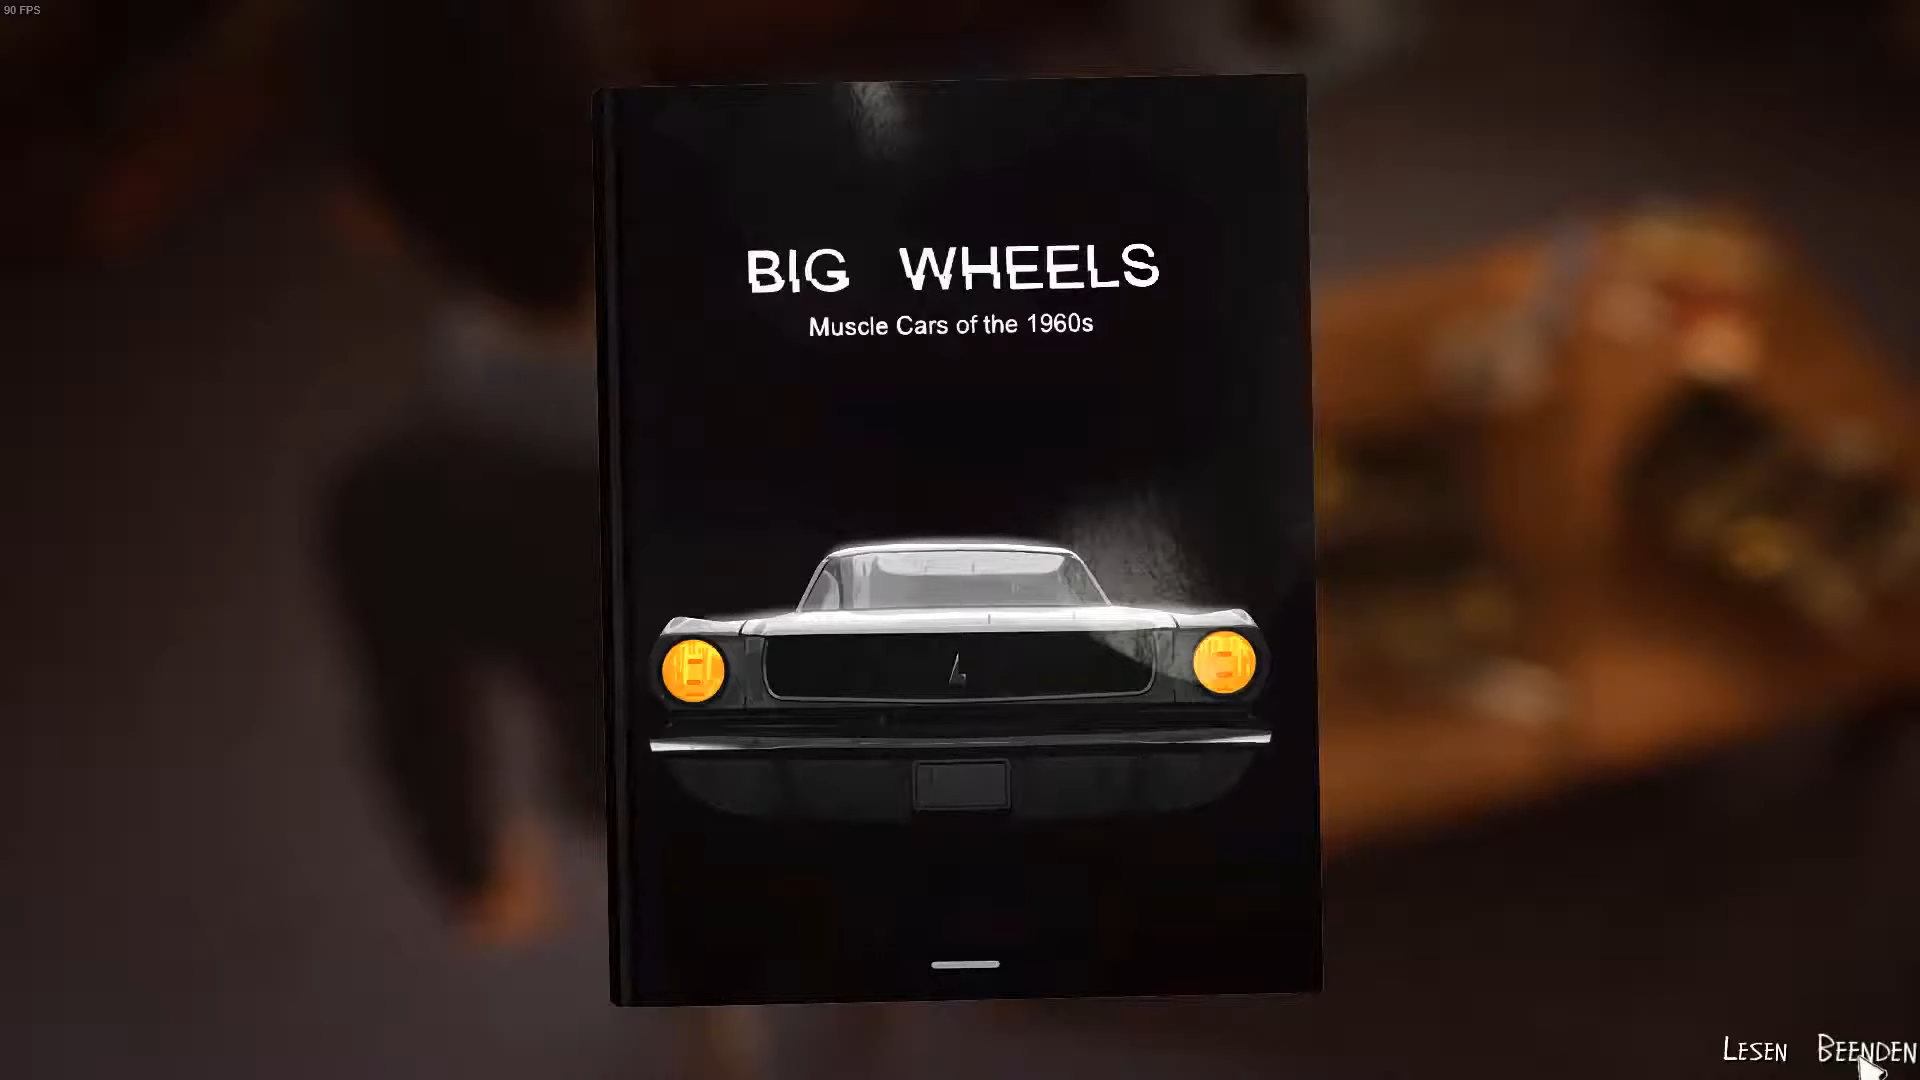 90 FPS
BIG WHEELS
Muscle Cars of the 1960s
LESEN BEENDEN